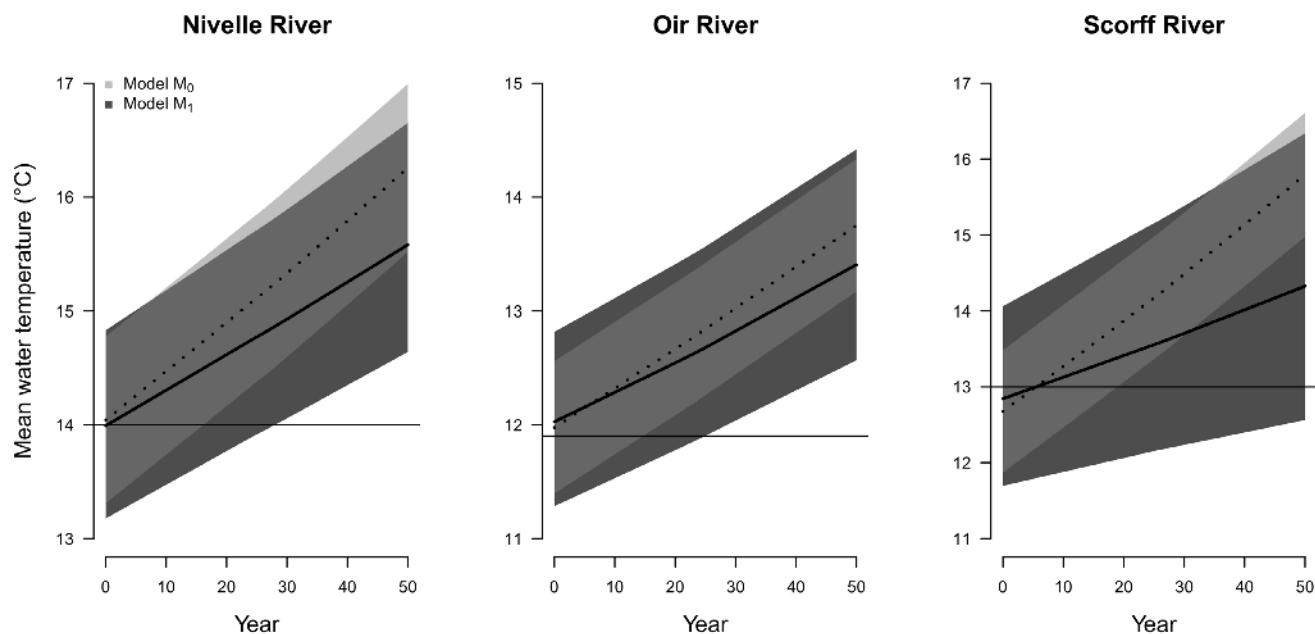 Nivelle River
Oir River
Scorff River
Model M₀
Model M₁
Mean water temperature (°C)
17
16
15
14
13
0 10 20 30 40 50
Year
15
14
13
12
11
0 10 20 30 40 50
Year
17
16
15
14
13
12
11
0 10 20 30 40 50
Year